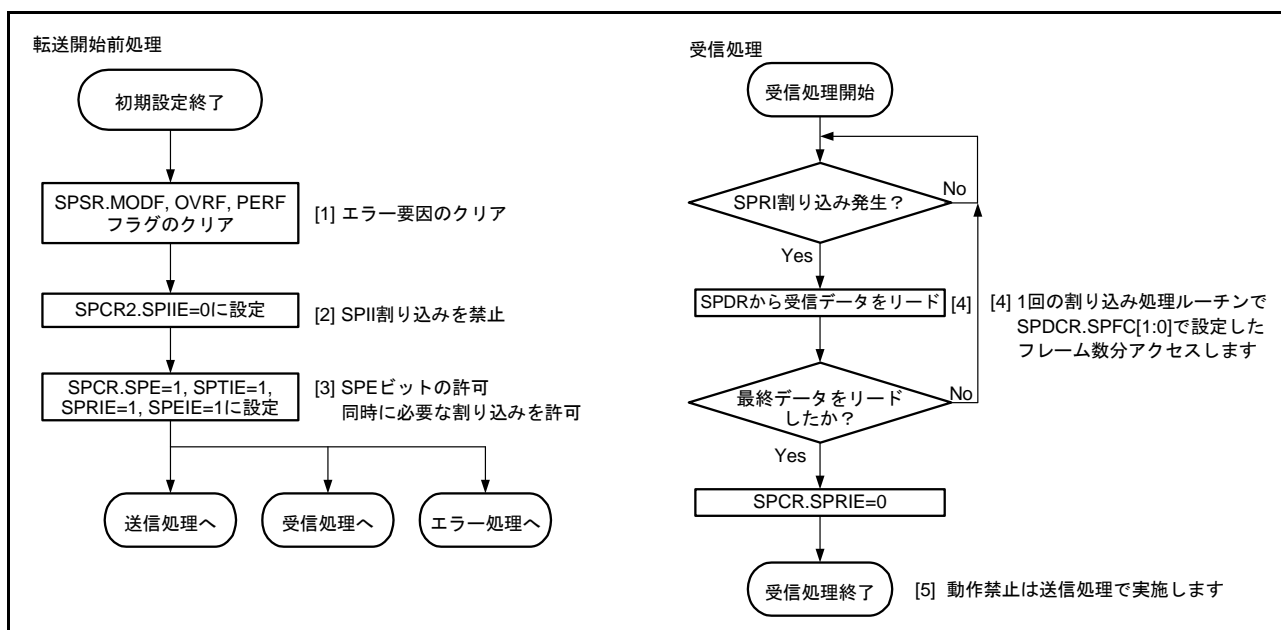 転送開始前処理
初期設定終了
SPSR.MODF, OVRF, PERF
フラグのクリア
[1] エラー要因のクリア
SPCR2.SPIIE=0に設定
[2] SPII割り込みを禁止
SPCR.SPE=1, SPTIE=1,
SPRIE=1, SPEIE=1に設定
[3] SPEビットの許可
同時に必要な割り込みを許可
送信処理へ
受信処理へ
エラー処理へ
受信処理
受信処理開始
SPRI割り込み発生？
No
Yes
SPDRから受信データをリード
[4]
[4] 1回の割り込み処理ルーチンで
SPDCR.SPFC[1:0]で設定した
フレーム数分アクセスします
最終データをリード
したか？
No
Yes
SPCR.SPRIE=0
受信処理終了
[5] 動作禁止は送信処理で実施します